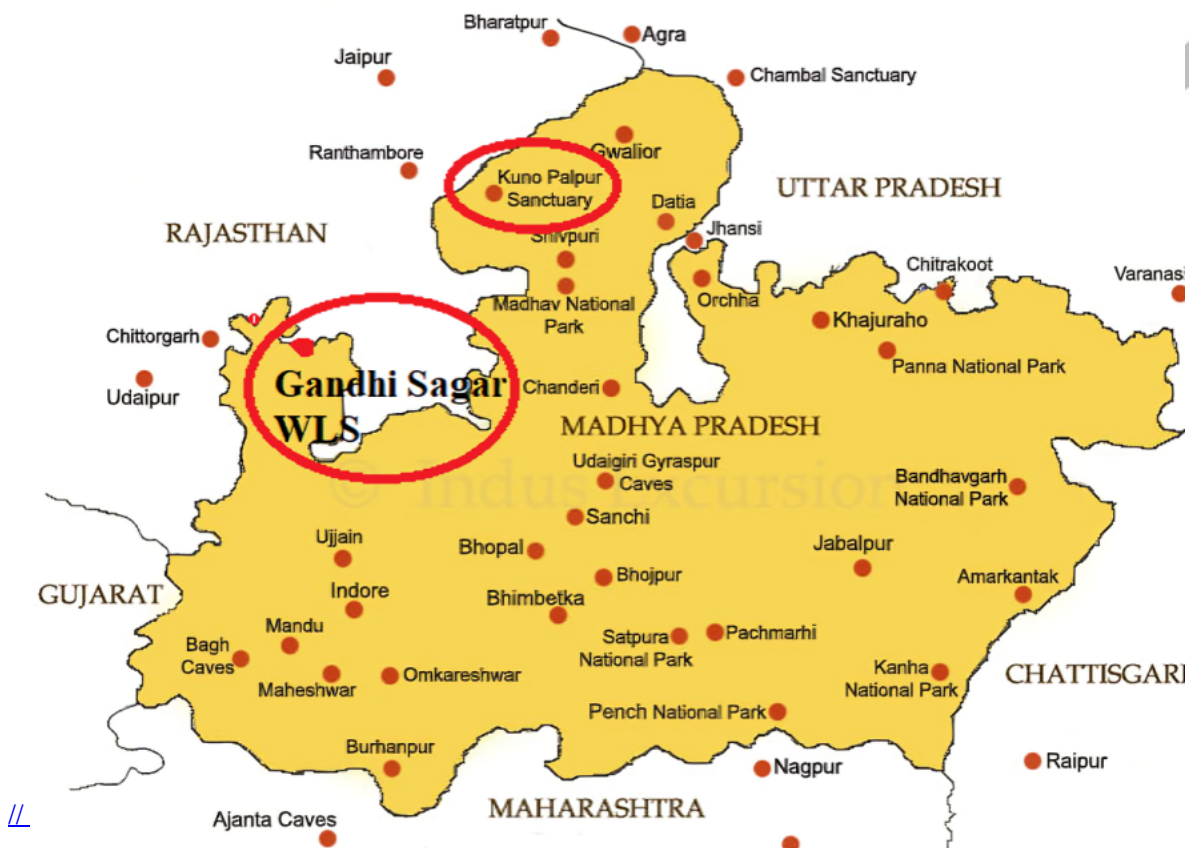 Bharatpur
Agra
Jaipur
Chambal Sanctuary
Gwalior
Ranthambore
Kuno Palpur
Sanctuary
UTTAR PRADESH
Datia
RAJASTHAN
Jhansi
Shivpuri
Chitrakoot
Varanasi
Orchha
Madhav National
Park
Khajuraho
Chittorgarh
Panna National Park
Udaipur
Gandhi Sagar
WLS
Chanderi
MADHYA PRADESH
Udaigiri Gyraspur
Caves
Bandhavgarh
National Park
© Indus Excursion
Sanchi
Ujjain
Bhopal
Jabalpur
Bhojpur
Amarkantak
GUJARAT
Indore
Bhimbetka
Mandu
Pachmarhi
Satpura
National Park
Bagh
Caves
Omkareshwar
Maheshwar
Kanha
National Park
CHATTISGAR
Pench National Park
Burhanpur
Nagpur
Raipur
MAHARASHTRA
Ajanta Caves
//